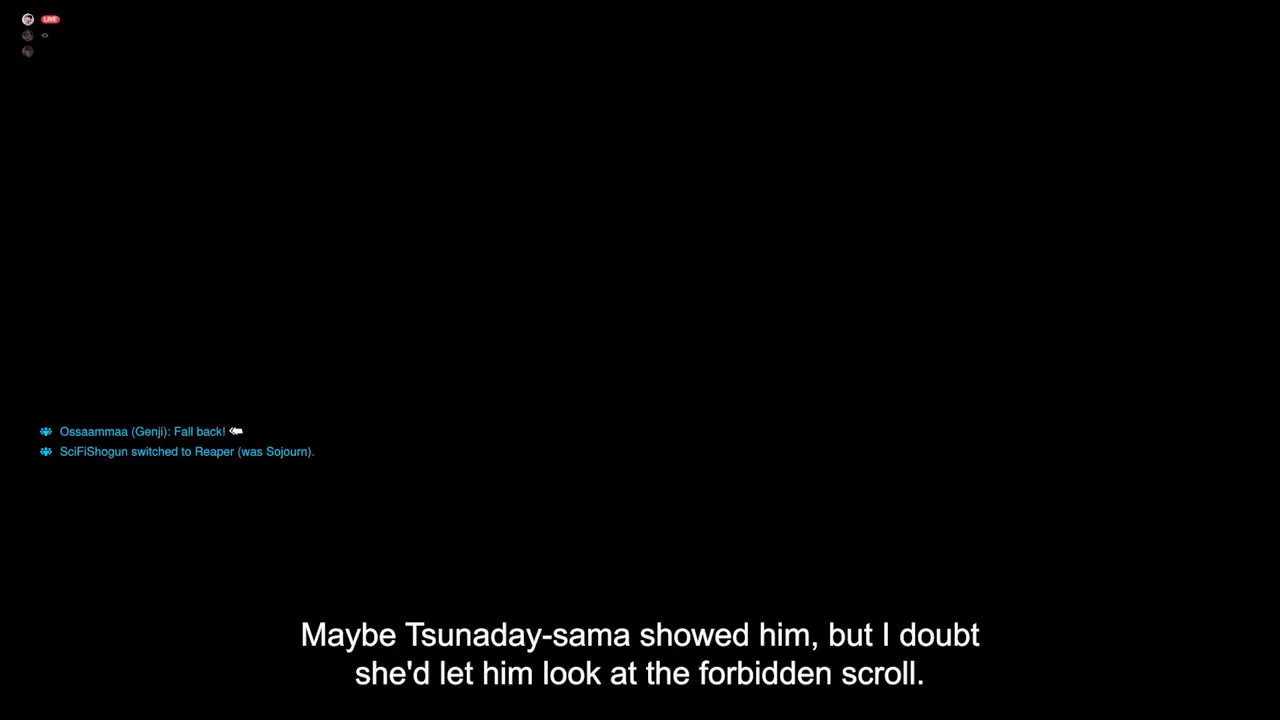 LIVE
Ossaammaa (Genji): Fall back!
SciFiShogun switched to Reaper (was Sojourn).
Maybe Tsunaday-sama showed him, but I doubt
she'd let him look at the forbidden scroll.